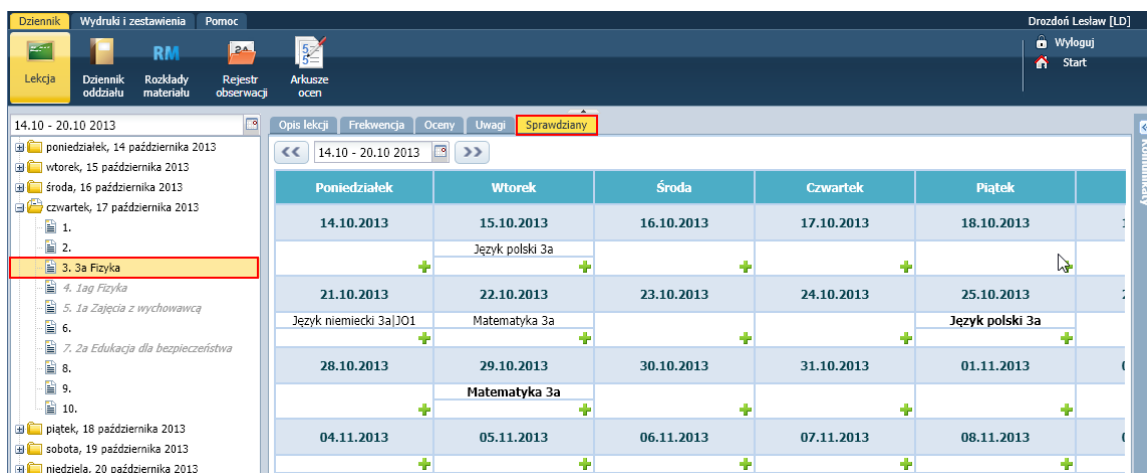 Dziennik Wydruki i zestawienia Pomoc Drozdoń Lesław [LD]
Lekcja
Dziennik oddziału
RM
Rozkłady materiału
Rejestr obserwacji
Arkusze ocen
Wyloguj
Start
14.10 - 20.10 2013
poniedziałek, 14 października 2013
wtorek, 15 października 2013
środa, 16 października 2013
czwartek, 17 października 2013
1.
2.
3. 3a Fizyka
4. 1ag Fizyka
5. 1a Zajęcia z wychowawcą
6.
7. 2a Edukacja dla bezpieczeństwa
8.
9.
10.
piątek, 18 października 2013
sobota, 19 października 2013
niedziela, 20 października 2013
Opis lekcji Frekwencja Oceny Uwagi Sprawdziany
14.10 - 20.10 2013
Poniedziałek Wtorek Środa Czwartek Piątek
14.10.2013 15.10.2013 16.10.2013 17.10.2013 18.10.2013
Język polski 3a
21.10.2013 22.10.2013 23.10.2013 24.10.2013 25.10.2013
Język niemiecki 3a|JO1 Matematyka 3a Język polski 3a
28.10.2013 29.10.2013 30.10.2013 31.10.2013 01.11.2013
Matematyka 3a
04.11.2013 05.11.2013 06.11.2013 07.11.2013 08.11.2013
Komunikaty